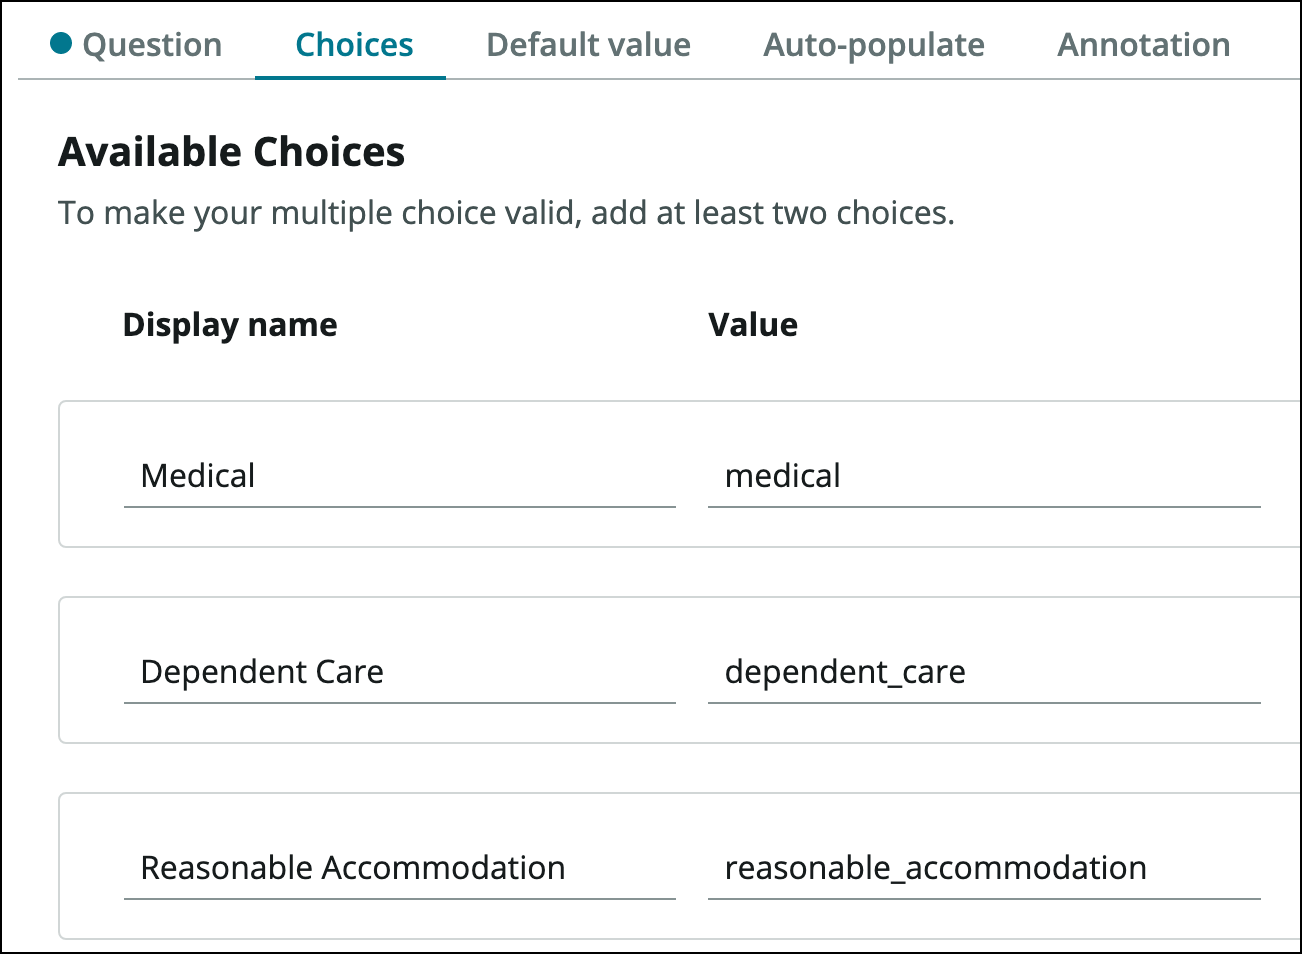 Question Choices Default value Auto-populate Annotation
Available Choices
To make your multiple choice valid, add at least two choices.
Display name Value
Medical medical
Dependent Care dependent_care
Reasonable Accommodation reasonable_accommodation